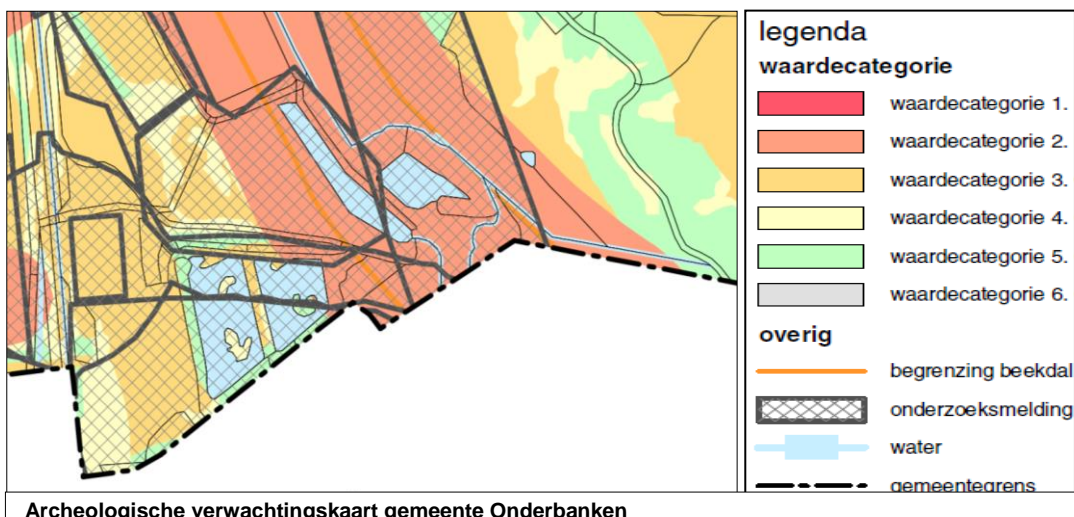 legenda
waardecategorie
waardecategorie 1.
waardecategorie 2.
waardecategorie 3.
waardecategorie 4.
waardecategorie 5.
waardecategorie 6.
overig
begrenzing beekdal
onderzoeksmelding
water
gemeentegrens
Archeologische verwachtingskaart gemeente Onderbanken